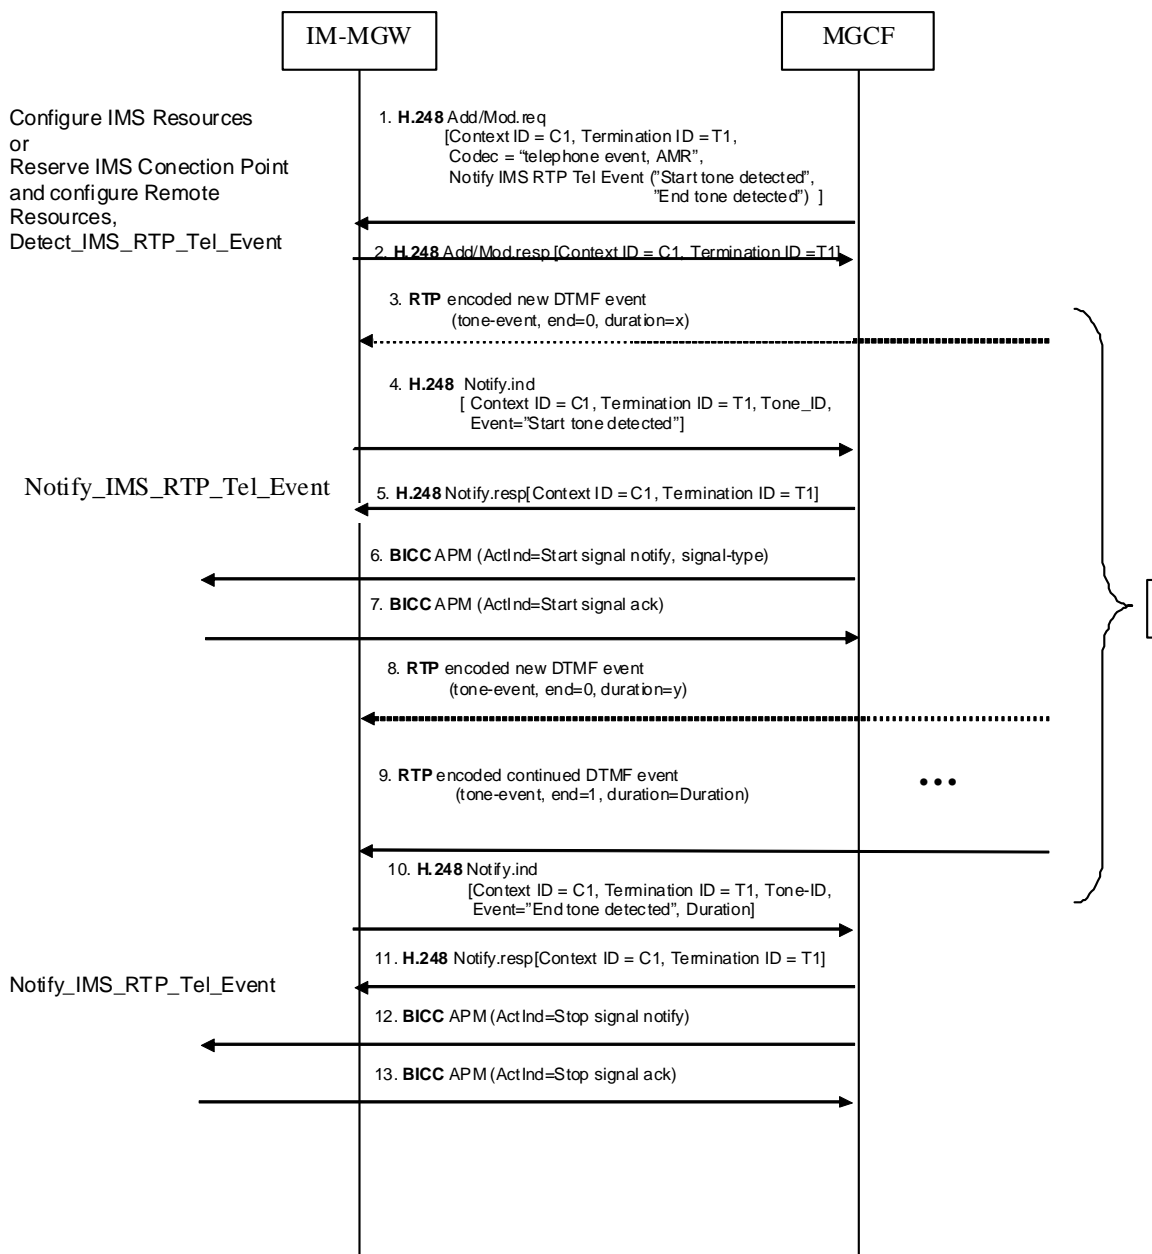 IM-MGW
MGCF
Configure IMS Resources
or
Reserve IMS Conection Point
and configure Remote
Resources,
Detect_IMS_RTP_Tel_Event
1. H.248 Add/Mod.req
[Context ID = C1, Termination ID =T1,
Codec = “telephone event, AMR”,
Notify IMS RTP Tel Event (”Start tone detected”,
”End tone detected”) ]
2. H.248 Add/Mod.resp [Context ID = C1, Termination ID =T1]
3. RTP encoded new DTMF event
(tone-event, end=0, duration=x)
4. H.248 Notify.ind
[ Context ID = C1, Termination ID = T1, Tone_ID,
Event=”Start tone detected”]
Notify_IMS_RTP_Tel_Event
5. H.248 Notify.resp[Context ID =C1, Termination ID = T1]
6. BICC APM (ActInd=Start signal notify, signal-type)
7. BICC APM (ActInd=Start signal ack)
8. RTP encoded new DTMF event
(tone-event, end=0, duration=y)
9. RTP encoded continued DTMF event
(tone-event, end=1, duration=Duration)
...
10. H.248 Notify.ind
[Context ID = C1, Termination ID = T1, Tone-ID,
Event=”End tone detected”, Duration]
11. H.248 Notify.resp[Context ID = C1, Termination ID = T1]
Notify_IMS_RTP_Tel_Event
12. BICC APM (ActInd=Stop signal notify)
13. BICC APM (ActInd=Stop signal ack)